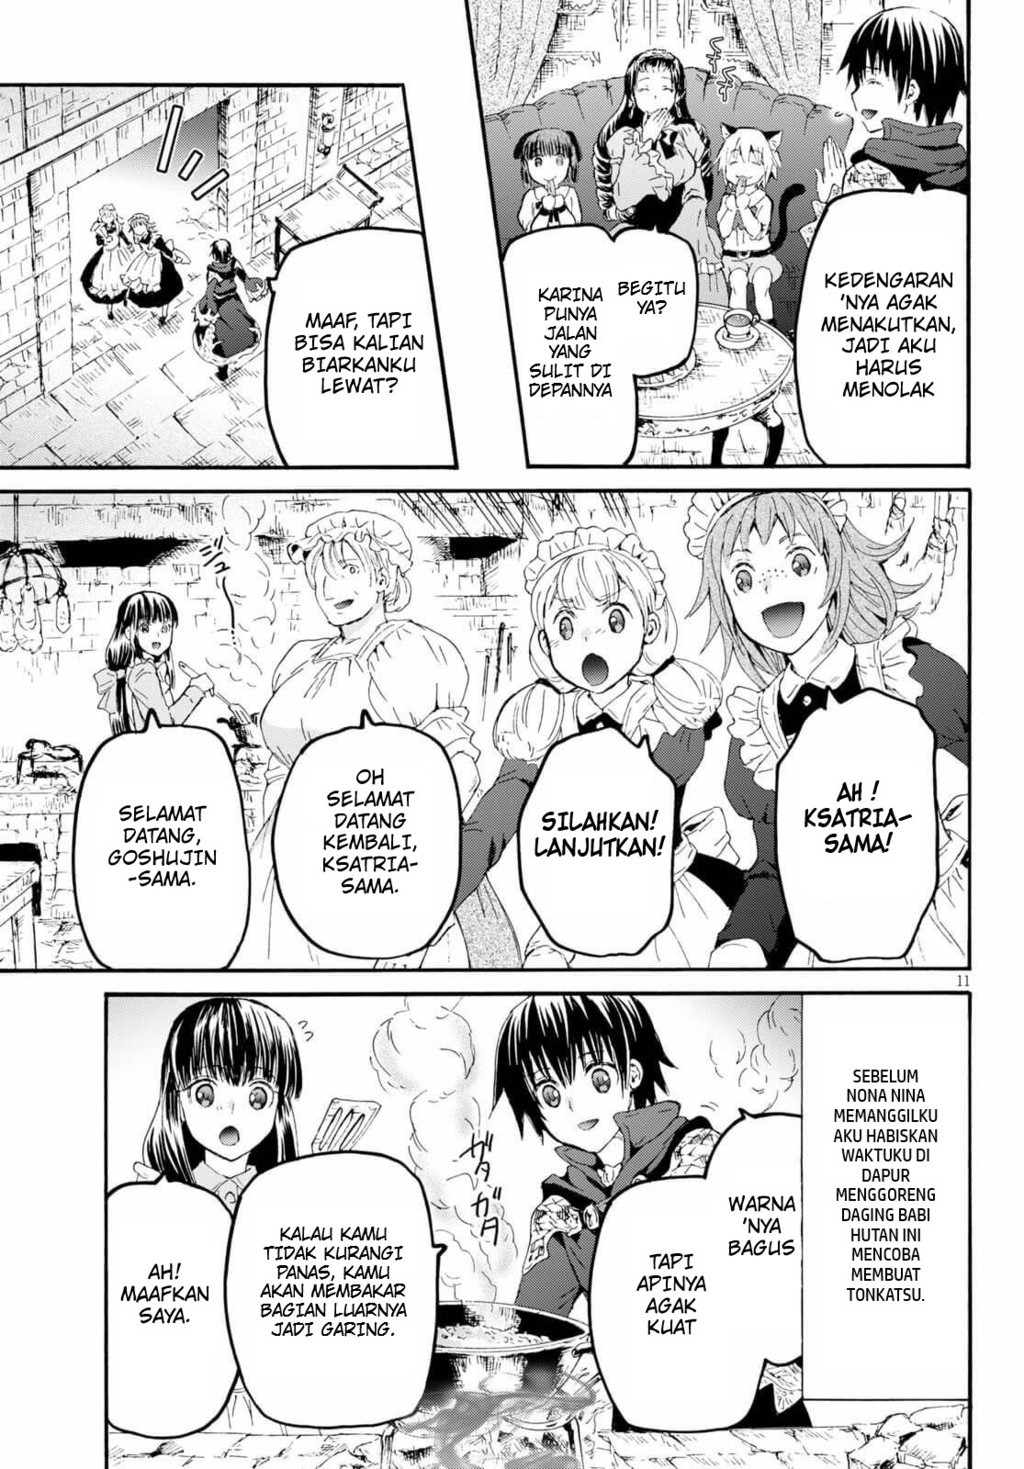 KEDENGARAN
'NYA AGAK
MENAKUTKAN,
JADI AKU
HARUS
MENOLAK
BEGITU
YA?
KARINA
PUNYA
JALAN
YANG
SULIT DI
DEPANNYA
MAAF, TAPI
BISA KALIAN
BIARKANKU
LEWAT?
AH !
KSATRIA-
SAMA!
SILAHKAN!
LANJUTKAN!
OH
SELAMAT
DATANG
KEMBALI,
KSATRIA-
SAMA.
SELAMAT
DATANG,
GOSHUJIN
-SAMA.
11
SEBELUM
NONA NINA
MEMANGGILKU
AKU HABISKAN
WAKTUKU DI
DAPUR
MENGGORENG
DAGING BABI
HUTAN INI
MENCOBA
MEMBUAT
TONKATSU.
WARNA
'NYA
BAGUS
TAPI
APINYA
AGAK
KUAT
KALAU KAMU
TIDAK KURANGI
PANAS, KAMU
AKAN MEMBAKAR
BAGIAN LUARNYA
JADI GARING.
AH!
MAAFKAN
SAYA.